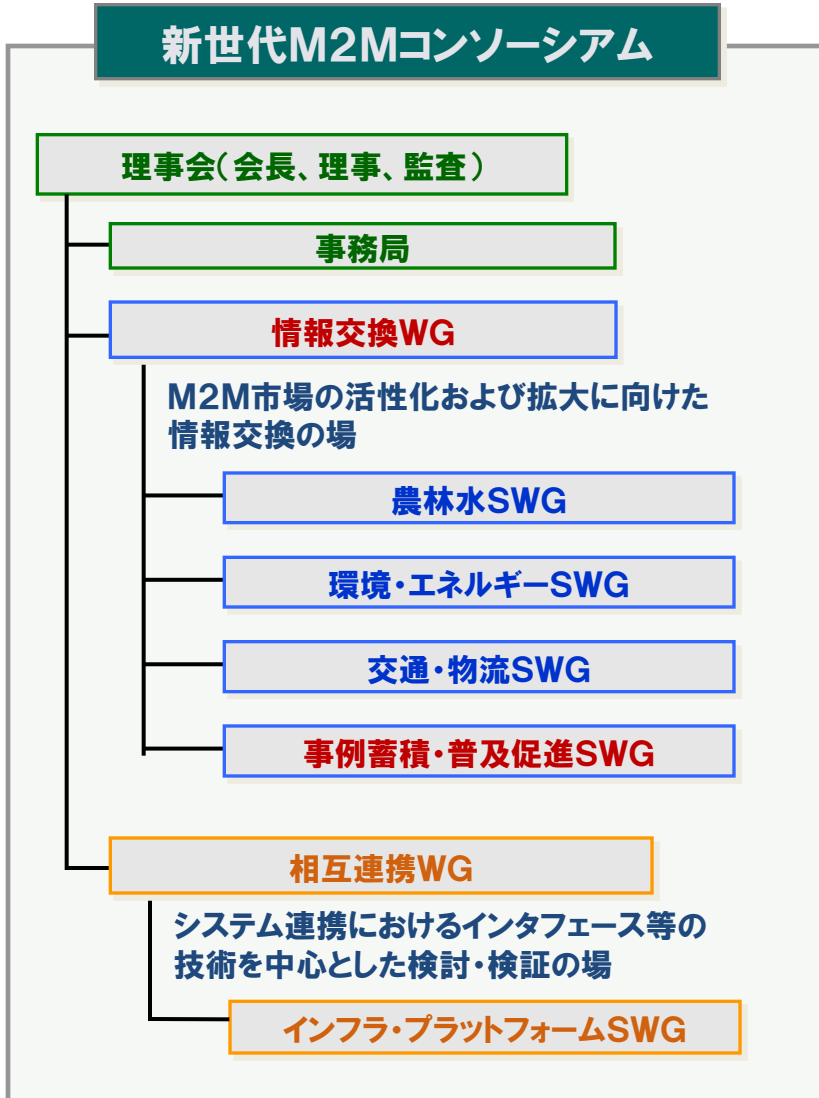 新世代M2Mコンソーシアム
理事会(会長、理事、監査)
事務局
情報交換WG
M2M市場の活性化および拡大に向けた
情報交換の場
農林水SWG
環境・エネルギーSWG
交通・物流SWG
事例蓄積・普及促進SWG
相互連携WG
システム連携におけるインタフェース等の
技術を中心とした検討・検証の場
インフラ・プラットフォームSWG